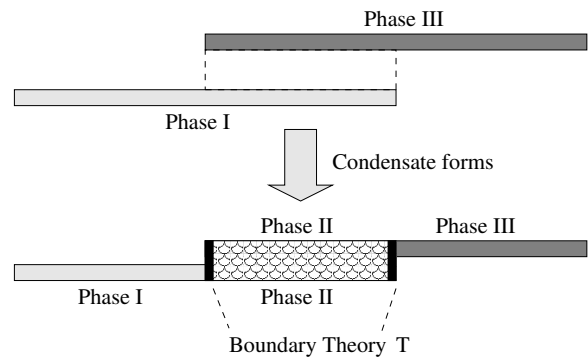 Phase III
Phase I
Condensate forms
Phase II
Phase III
Phase I
Phase II
Boundary Theory T